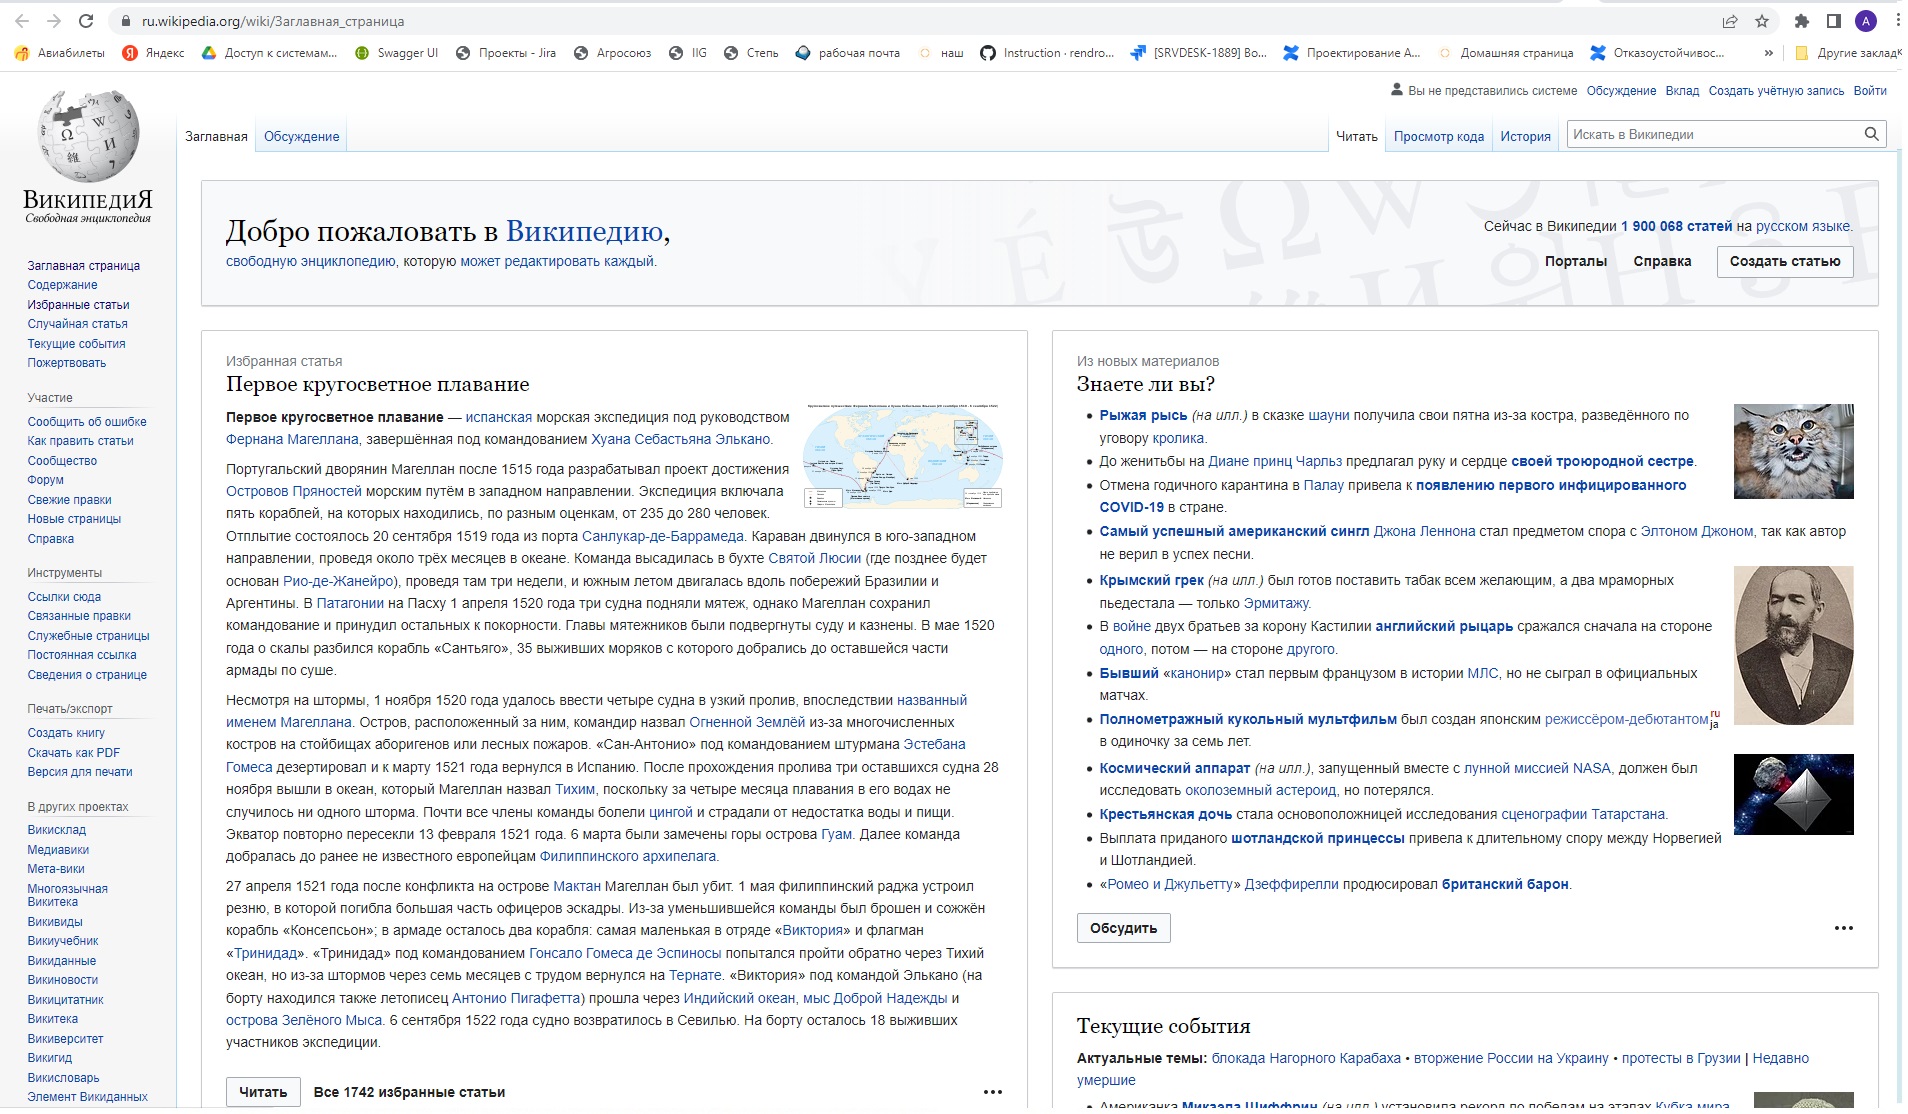 ru.wikipedia.org/wiki/Заглавная_страница
A
Авиабилеты
Яндекс
Доступ к системам...
Swagger UI
Проекты - Jira
Агросоюз
IIG
Степь
рабочая почта
наш
Instruction · rendro...
[SRVDESK-1889] Во...
Проектирование А...
Домашняя страница
Отказоустойчивос...
»
Другие заклад
Вы не представились системе Обсуждение Вклад Создать учётную запись Войти
ВИКИПЕДИЯ
Свободная энциклопедия
Заглавная Обсуждение
Читать Просмотр кода История
Искать в Википедии
Заглавная страница
Содержание
Избранные статьи
Случайная статья
Текущие события
Пожертвовать
Участие
Сообщить об ошибке
Как править статьи
Сообщество
Форум
Свежие правки
Новые страницы
Справка
Инструменты
Ссылки сюда
Связанные правки
Служебные страницы
Постоянная ссылка
Сведения о странице
Печать/экспорт
Создать книгу
Скачать как PDF
Версия для печати
В других проектах
Викисклад
Медиавики
Мета-вики
Многоязычная
Викитека
Викивиды
Викиучебник
Викиданные
Викиновости
Викицитатник
Викитека
Викиверситет
Викигид
Викисловарь
Элемент Викиданных
Добро пожаловать в Википедию,
свободную энциклопедию, которую может редактировать каждый.
Сейчас в Википедии 1 900 068 статей на русском языке.
Порталы Справка Создать статью
Избранная статья
Первое кругосветное плавание
Первое кругосветное плавание — испанская морская экспедиция под руководством
Фернана Магеллана, завершённая под командованием Хуана Себастьяна Элькано.
Португальский дворянин Магеллан после 1515 года разрабатывал проект достижения
Островов Пряностей морским путём в западном направлении. Экспедиция включала
пять кораблей, на которых находились, по разным оценкам, от 235 до 280 человек.
Отплытие состоялось 20 сентября 1519 года из порта Санлукар-де-Баррамеда. Караван двинулся в юго-западном
направлении, проведя около трёх месяцев в океане. Команда высадилась в бухте Святой Люсии (где позднее будет
основан Рио-де-Жанейро), проведя там три недели, и южным летом двигалась вдоль побережий Бразилии и
Аргентины. В Патагонии на Пасху 1 апреля 1520 года три судна подняли мятеж, однако Магеллан сохранил
командование и принудил остальных к покорности. Главы мятежников были подвергнуты суду и казнены. В мае 1520
года о скалы разбился корабль «Сантьяго», 35 выживших моряков с которого добрались до оставшейся части
армады по суше.
Несмотря на штормы, 1 ноября 1520 года удалось ввести четыре судна в узкий пролив, впоследствии названный
именем Магеллана. Остров, расположенный за ним, командир назвал Огненной Землёй из-за многочисленных
костров на стойбищах аборигенов или лесных пожаров. «Сан-Антонио» под командованием штурмана Эстебана
Гомеса дезертировал и к марту 1521 года вернулся в Испанию. После прохождения пролива три оставшихся судна 28
ноября вышли в океан, который Магеллан назвал Тихим, поскольку за четыре месяца плавания в его водах не
случилось ни одного шторма. Почти все члены команды болели цингой и страдали от недостатка воды и пищи.
Экватор повторно пересекли 13 февраля 1521 года. 6 марта были замечены горы острова Гуам. Далее команда
добралась до ранее не известного европейцам Филиппинского архипелага.
27 апреля 1521 года после конфликта на острове Мактан Магеллан был убит. 1 мая филиппинский раджа устроил
резню, в которой погибла большая часть офицеров эскадры. Из-за уменьшившейся команды был брошен и сожжён
корабль «Консепсьон»; в армаде осталось два корабля: самая маленькая в отряде «Виктория» и флагман
«Тринидад». «Тринидад» под командованием Гонсало Гомеса де Эспиносы попытался пройти обратно через Тихий
океан, но из-за штормов через семь месяцев с трудом вернулся на Тернате. «Виктория» под командой Элькано (на
борту находился также летописец Антонио Пигафетта) прошла через Индийский океан, мыс Доброй Надежды и
острова Зелёного Мыса. 6 сентября 1522 года судно возвратилось в Севилью. На борту осталось 18 выживших
участников экспедиции.
Читать Все 1742 избранные статьи
Из новых материалов
Знаете ли вы?
Рыжая рысь (на илл.) в сказке шауни получила свои пятна из-за костра, разведённого по
уговору кролика.
До женитьбы на Диане принц Чарльз предлагал руку и сердце своей троюродной сестре.
Отмена годичного карантина в Палау привела к появлению первого инфицированного
COVID-19 в стране.
Самый успешный американский сингл Джона Леннона стал предметом спора с Элтоном Джоном, так как автор
не верил в успех песни.
Крымский грек (на илл.) был готов поставить табак всем желающим, а два мраморных
пьедестала — только Эрмитажу.
В войне двух братьев за корону Кастилии английский рыцарь сражался сначала на стороне
одного, потом — на стороне другого.
Бывший «канонир» стал первым французом в истории МЛС, но не сыграл в официальных
матчах.
Полнометражный кукольный мультфильм был создан японским режиссёром-дебютантом ru ja
в одиночку за семь лет.
Космический аппарат (на илл.), запущенный вместе с лунной миссией NASA, должен был
исследовать околоземный астероид, но потерялся.
Крестьянская дочь стала основоположницей исследования сценографии Татарстана.
Выплата приданого шотландской принцессы привела к длительному спору между Норвегией
и Шотландией.
«Ромео и Джульетту» Дзеффирелли продюсировал британский барон.
Обсудить
Текущие события
Актуальные темы: блокада Нагорного Карабаха • вторжение России на Украину • протесты в Грузии | Недавно
умершие
Американка Микаэла Шиффрин (на илл.) установила рекорд по победам на этапах Кубка мира